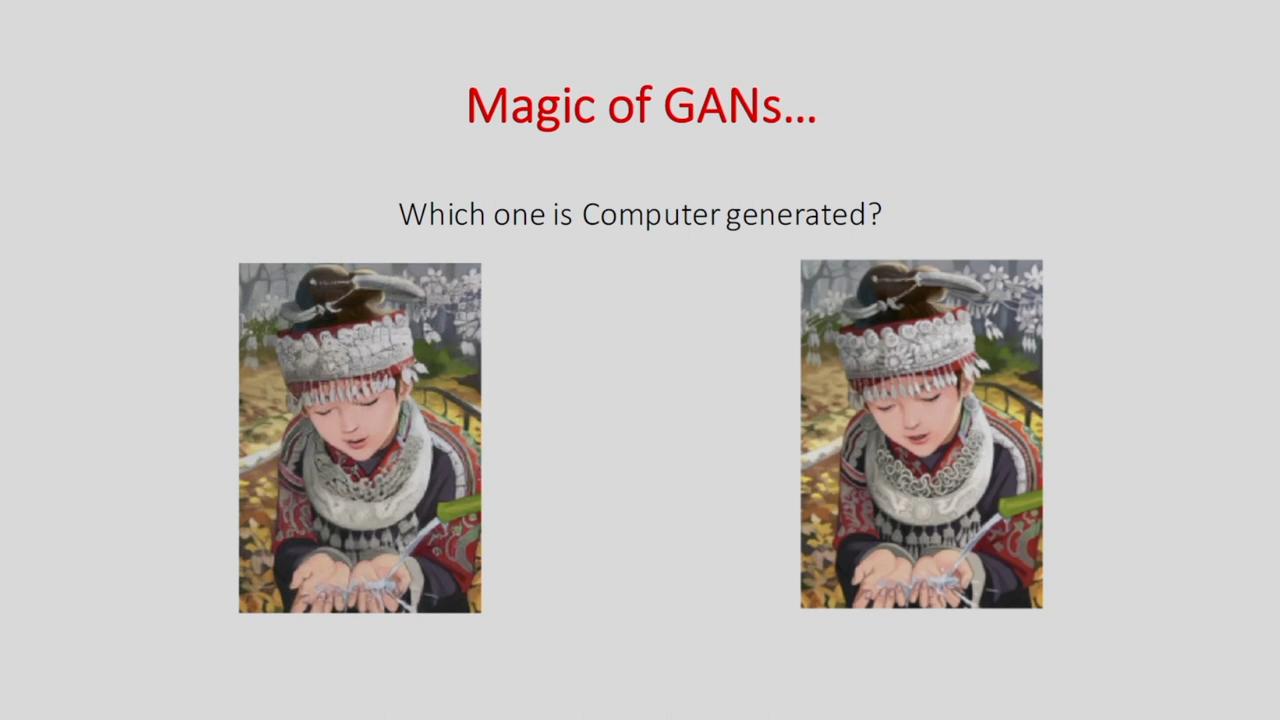 Magic of GANs...
Which one is Computer generated?